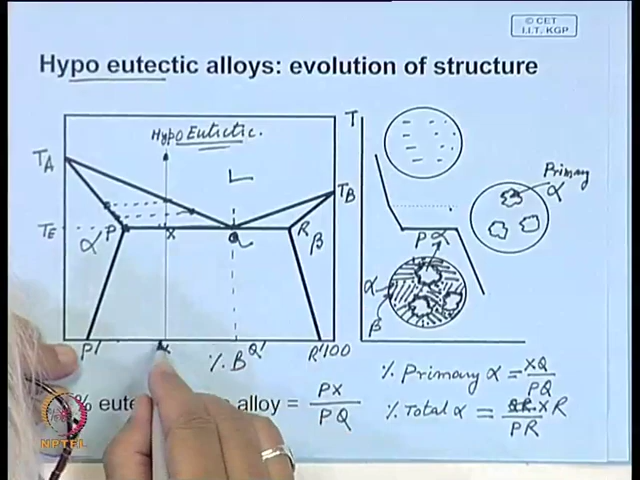 © CET
I.I.T. KGP
Hypo eutectic alloys: evolution of structure
Hypo Eutectic.
T
TA
L
TB
Primary α
TE
α
P
X
Q
R
β
P α
α
β
P'
X
% B
Q'
R'
100
% Primary α = XQ / PQ
% eute
alloy = PX / PQ
% Total α = XR / PR
NPTEL